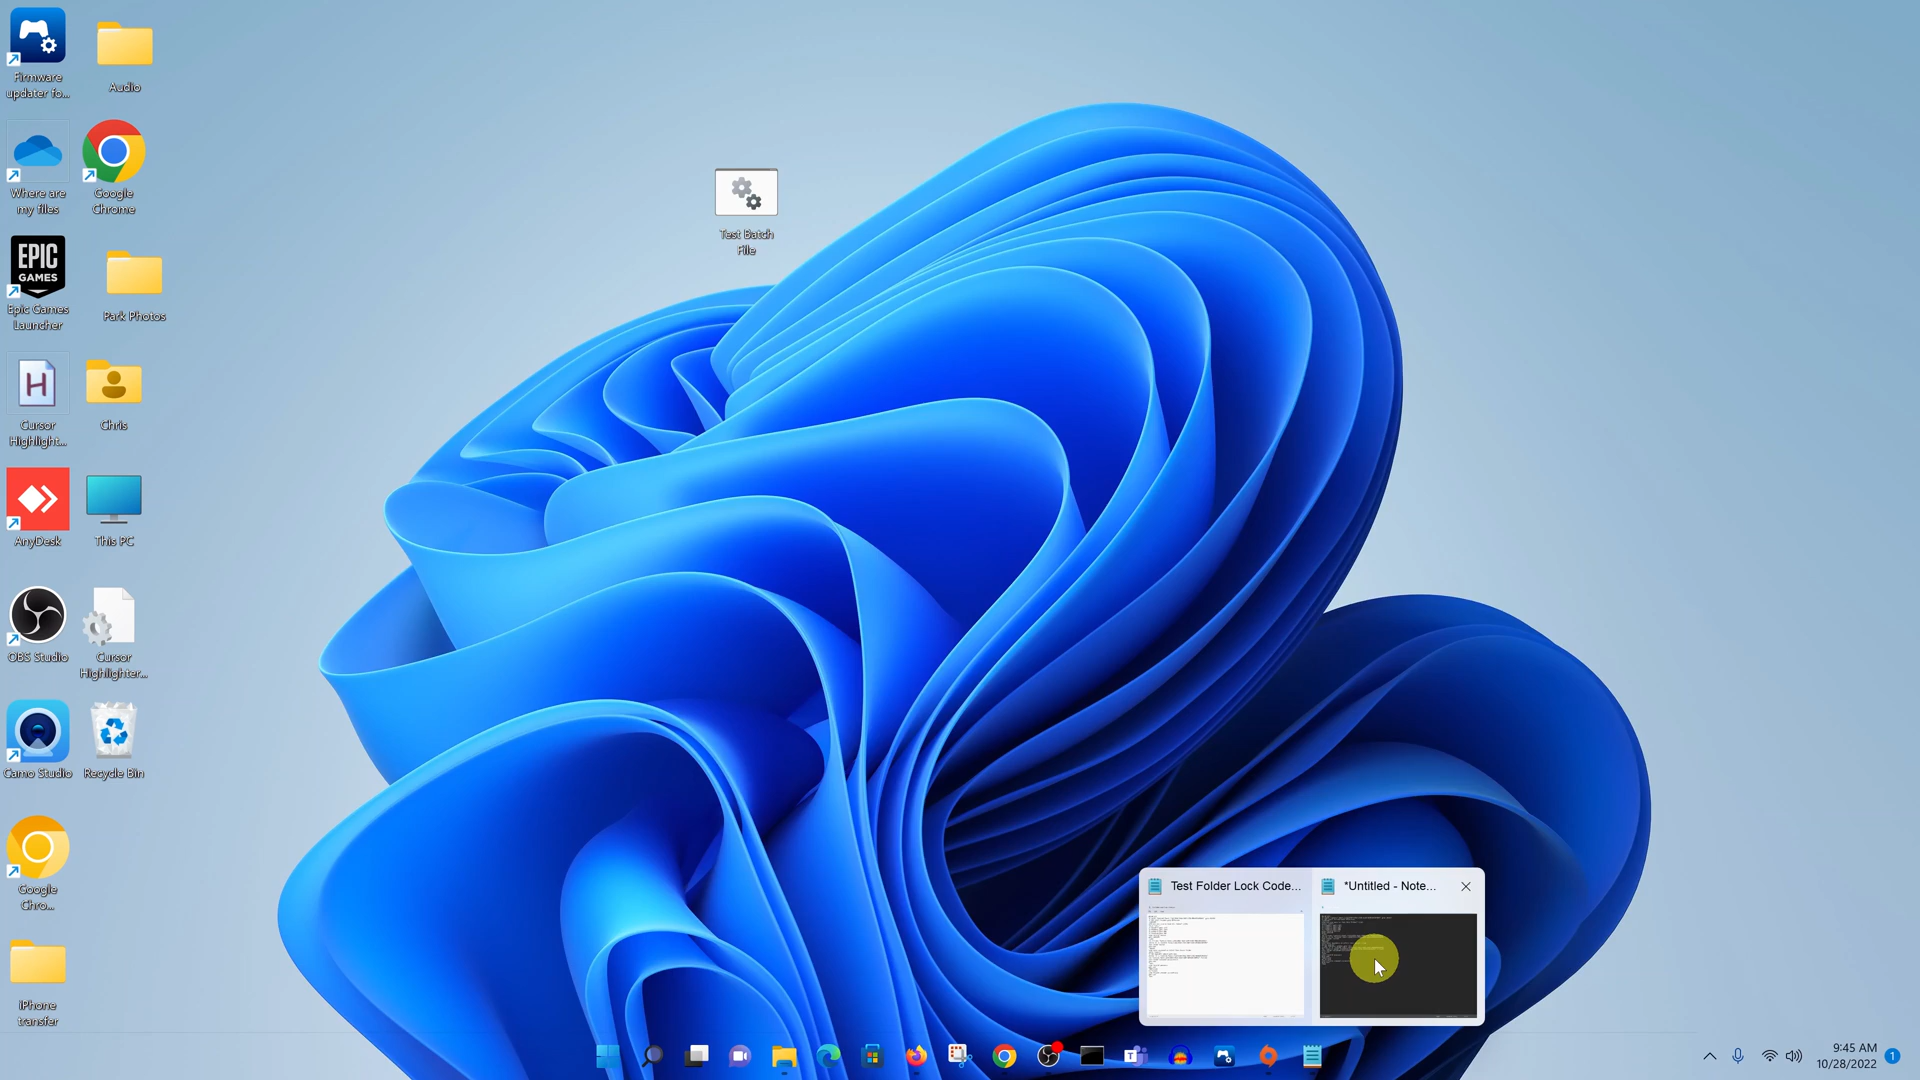 Firmware
updater fo...
Audio
Where are
my files
Google
Chrome
EPIC
GAMES
Epic Games
Launcher
Park Photos
H
Cursor
Highlight...
Chris
AnyDesk
This PC
OBS Studio
Cursor
Highlighter...
Camo Studio
Recycle Bin
Google
Chro...
iPhone
transfer
Test Batch
File
Test Folder Lock Code...
*Untitled - Note...
T
9:45 AM
10/28/2022
1